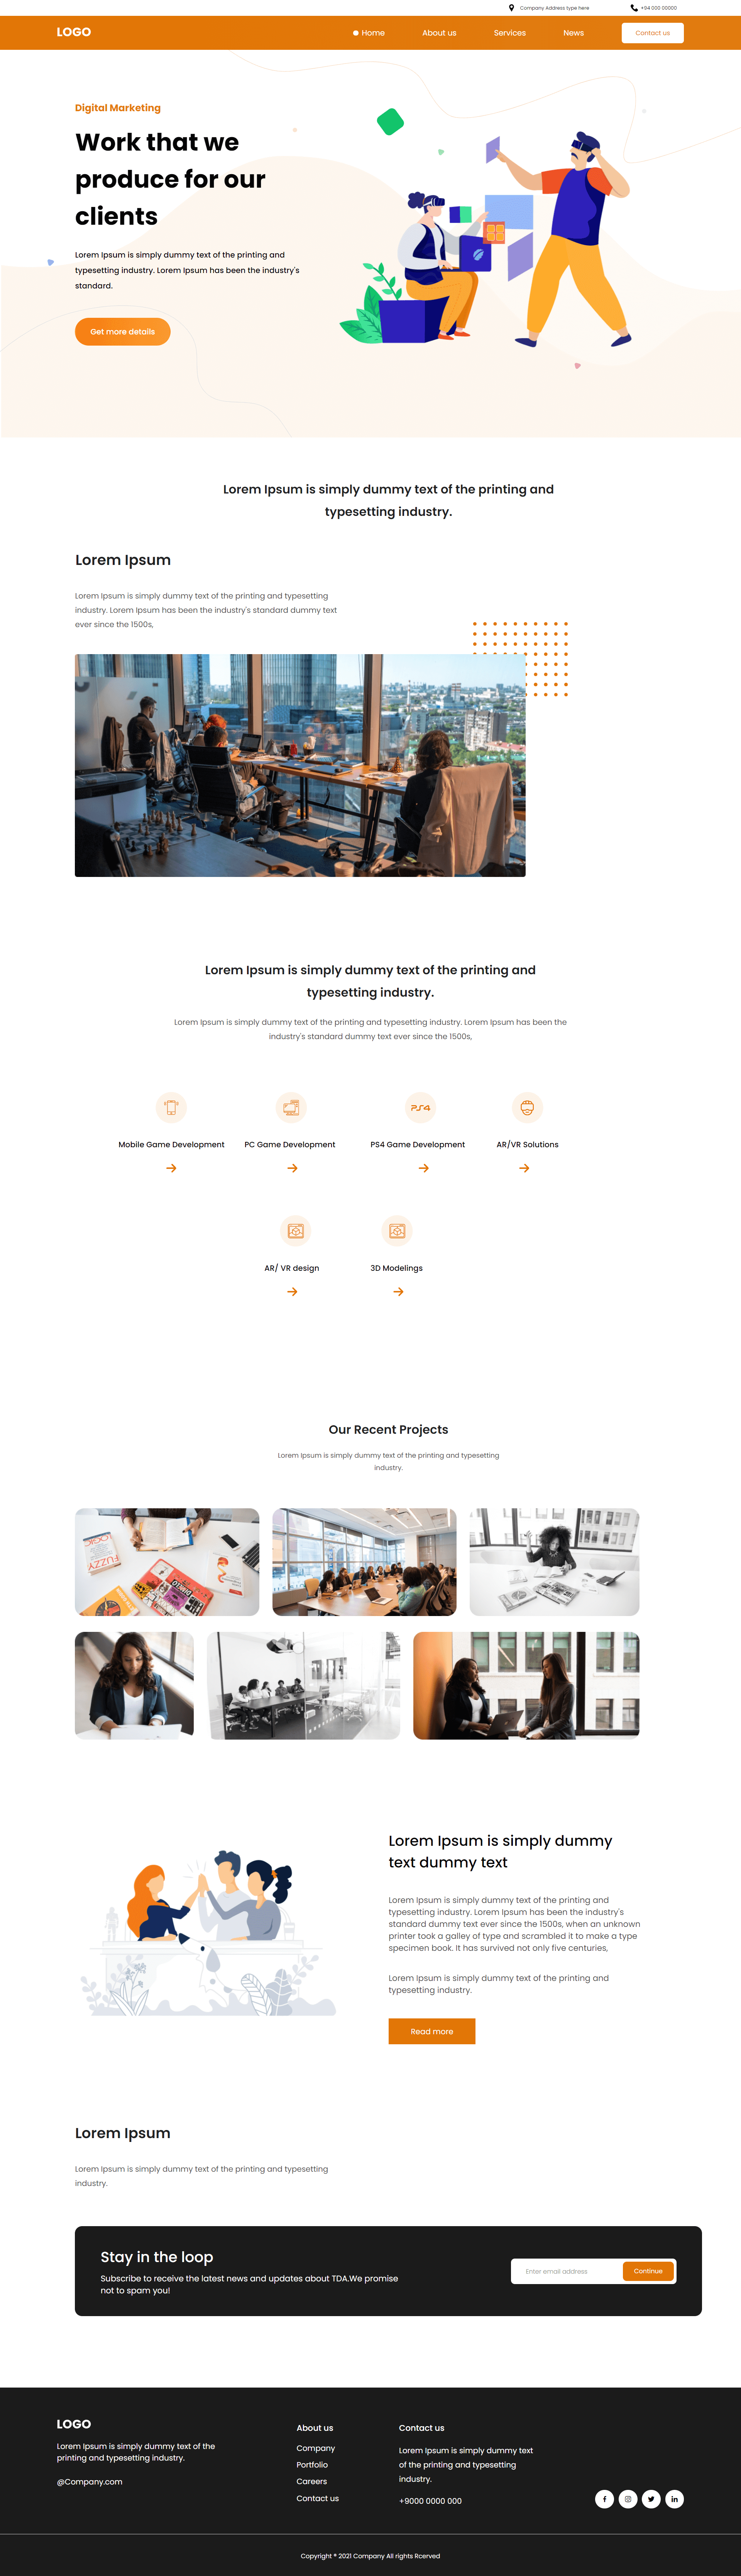 Company Address type here
+94 000 00000
LOGO
Home
About us
Services
News
Contact us
Digital Marketing
Work that we
produce for our
clients
Lorem Ipsum is simply dummy text of the printing and
typesetting industry. Lorem Ipsum has been the industry's
standard.
Get more details
Lorem Ipsum is simply dummy text of the printing and
typesetting industry.
Lorem Ipsum
Lorem Ipsum is simply dummy text of the printing and typesetting
industry. Lorem Ipsum has been the industry's standard dummy text
ever since the 1500s,
Lorem Ipsum is simply dummy text of the printing and
typesetting industry.
Lorem Ipsum is simply dummy text of the printing and typesetting industry. Lorem Ipsum has been the
industry's standard dummy text ever since the 1500s,
PS4
Mobile Game Development
PC Game Development
PS4 Game Development
AR/VR Solutions
AR/ VR design
3D Modelings
Our Recent Projects
Lorem Ipsum is simply dummy text of the printing and typesetting
industry.
FUZZY
LOGIC
Lorem Ipsum is simply dummy
text dummy text
Lorem Ipsum is simply dummy text of the printing and
typesetting industry. Lorem Ipsum has been the industry's
standard dummy text ever since the 1500s, when an unknown
printer took a galley of type and scrambled it to make a type
specimen book. It has survived not only five centuries,
Lorem Ipsum is simply dummy text of the printing and
typesetting industry.
Read more
Lorem Ipsum
Lorem Ipsum is simply dummy text of the printing and typesetting
industry.
Stay in the loop
Subscribe to receive the latest news and updates about TDA.We promise
not to spam you!
Enter email address
Continue
LOGO
Lorem Ipsum is simply dummy text of the
printing and typesetting industry.
@Company.com
About us
Company
Portfolio
Careers
Contact us
Contact us
Lorem Ipsum is simply dummy text
of the printing and typesetting
industry.
+9000 0000 000
Copyright ® 2021 Company All rights Rcerved